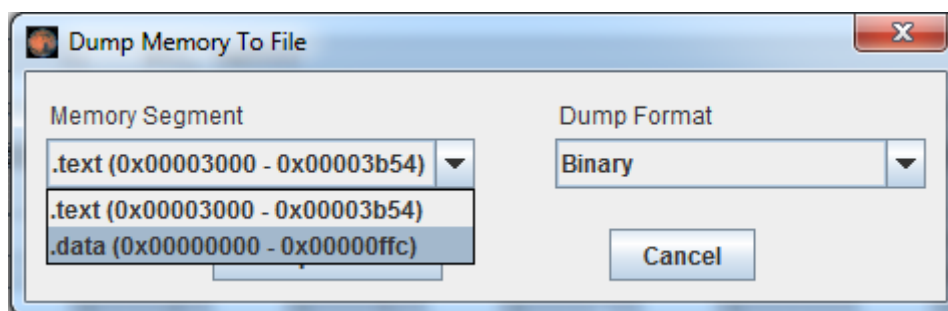 Dump Memory To File
Memory Segment
Dump Format
.text (0x00003000 - 0x00003b54)
Binary
.text (0x00003000 - 0x00003b54)
.data (0x00000000 - 0x00000ffc)
Cancel